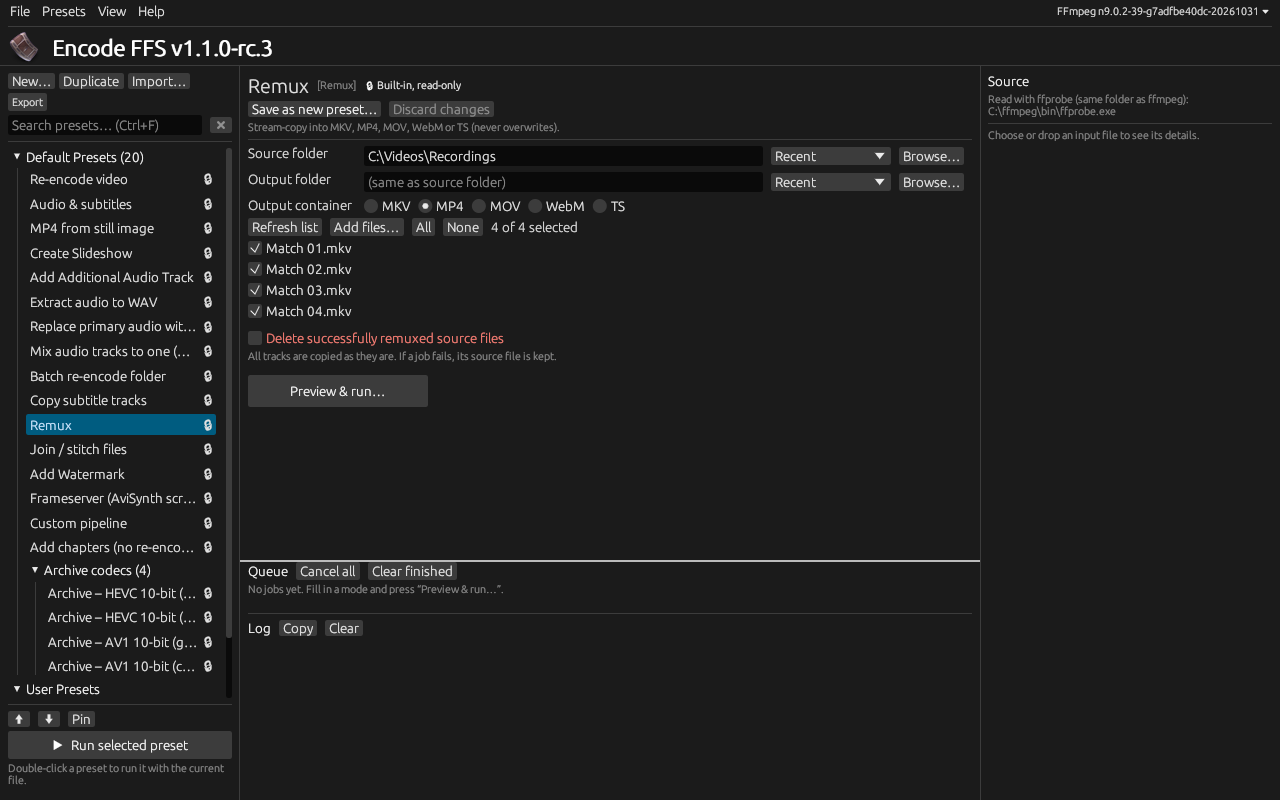 File Presets View Help
FFmpeg n9.0.2-39-g7adfbe40dc-20261031
Encode FFS v1.1.0-rc.3
New… Duplicate Import…
Export
Search presets… (Ctrl+F)
Default Presets (20)
Re-encode video
Audio & subtitles
MP4 from still image
Create Slideshow
Add Additional Audio Track
Extract audio to WAV
Replace primary audio wit…
Mix audio tracks to one (…
Batch re-encode folder
Copy subtitle tracks
Remux
Join / stitch files
Add Watermark
Frameserver (AviSynth scr…
Custom pipeline
Add chapters (no re-enco…
Archive codecs (4)
Archive – HEVC 10-bit (…
Archive – HEVC 10-bit (…
Archive – AV1 10-bit (g…
Archive – AV1 10-bit (c…
User Presets
Pin
Run selected preset
Double-click a preset to run it with the current
file.
Remux [Remux] Built-in, read-only
Save as new preset… Discard changes
Stream-copy into MKV, MP4, MOV, WebM or TS (never overwrites).
Source folder C:\Videos\Recordings Recent Browse…
Output folder (same as source folder) Recent Browse…
Output container MKV MP4 MOV WebM TS
Refresh list Add files… All None 4 of 4 selected
Match 01.mkv
Match 02.mkv
Match 03.mkv
Match 04.mkv
Delete successfully remuxed source files
All tracks are copied as they are. If a job fails, its source file is kept.
Preview & run…
Queue Cancel all Clear finished
No jobs yet. Fill in a mode and press “Preview & run…”.
Log Copy Clear
Source
Read with ffprobe (same folder as ffmpeg):
C:\ffmpeg\bin\ffprobe.exe
Choose or drop an input file to see its details.